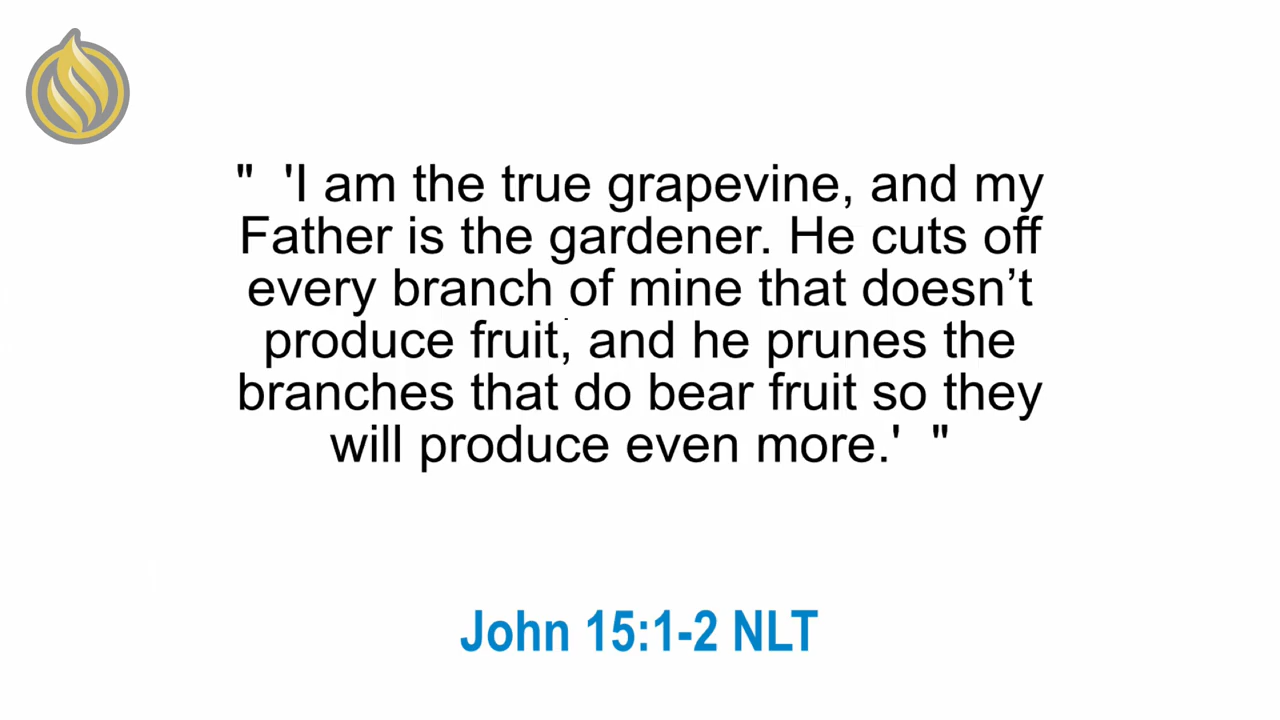 "  'I am the true grapevine, and my
Father is the gardener. He cuts off
every branch of mine that doesn’t
produce fruit, and he prunes the
branches that do bear fruit so they
will produce even more.'  "
John 15:1-2 NLT